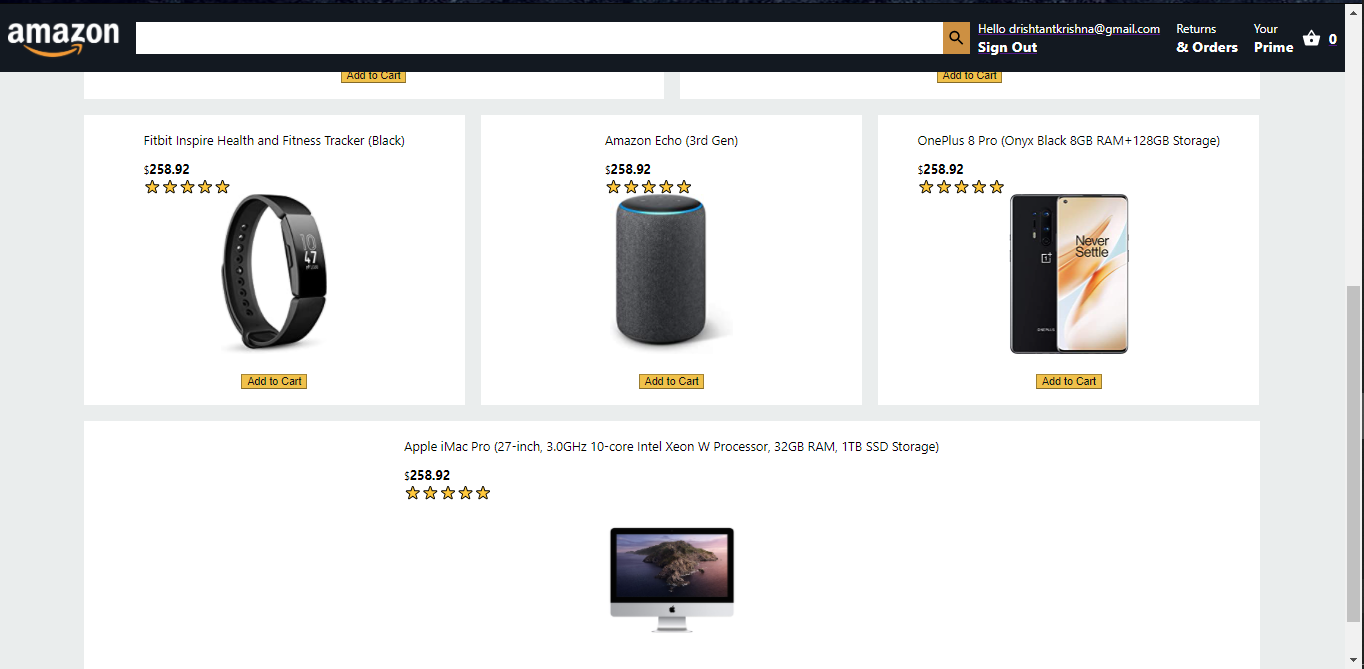 amazon
Hello drishtantkrishna@gmail.com
Sign Out
Returns
& Orders
Your
Prime
0
Add to Cart
Add to Cart
Fitbit Inspire Health and Fitness Tracker (Black)
$258.92
Amazon Echo (3rd Gen)
$258.92
OnePlus 8 Pro (Onyx Black 8GB RAM+128GB Storage)
$258.92
47
Never
Settle
ONEPLUS
Add to Cart
Add to Cart
Add to Cart
Apple iMac Pro (27-inch, 3.0GHz 10-core Intel Xeon W Processor, 32GB RAM, 1TB SSD Storage)
$258.92